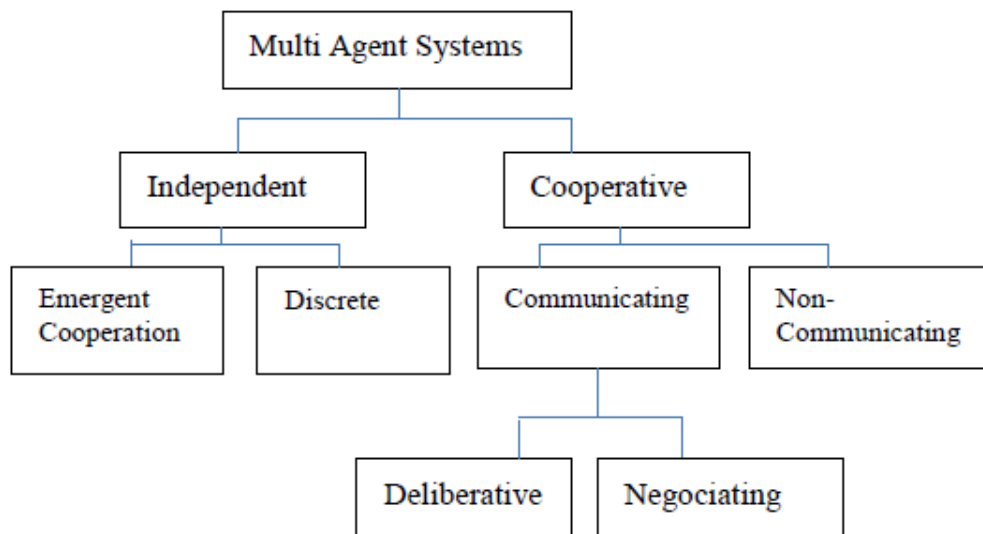 Multi Agent Systems
Independent
Cooperative
Emergent
Cooperation
Discrete
Communicating
Non-
Communicating
Deliberative
Negociating